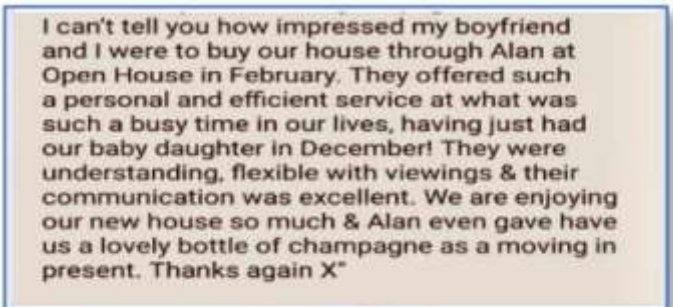 I can't tell you how impressed my boyfriend
and I were to buy our house through Alan at
Open House in February. They offered such
a personal and efficient service at what was
such a busy time in our lives, having just had
our baby daughter in December! They were
understanding, flexible with viewings & their
communication was excellent. We are enjoying
our new house so much & Alan even gave have
us a lovely bottle of champagne as a moving in
present. Thanks again X"